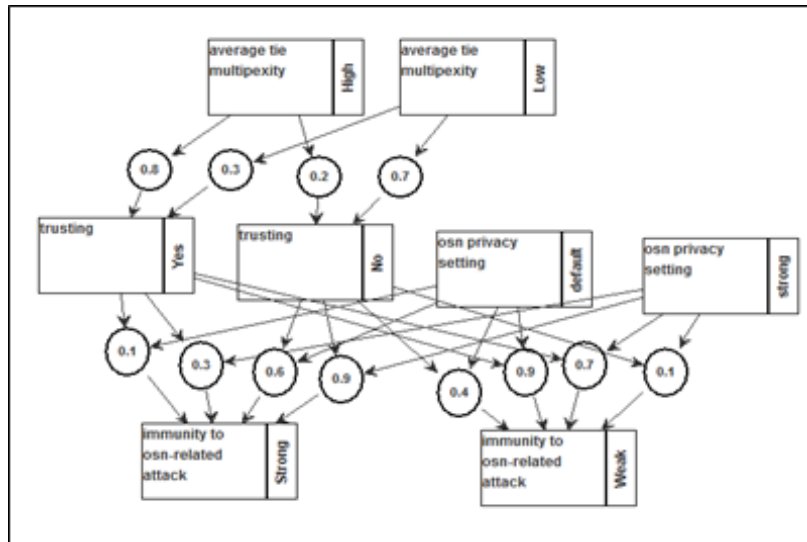 average tie
multipexity
High
average tie
multipexity
Low
0.8
0.3
0.2
0.7
trusting
Yes
trusting
No
osn privacy
setting
default
osn privacy
setting
strong
0.1
0.3
0.6
0.9
0.4
0.9
0.7
0.1
immunity to
osn-related
attack
Strong
immunity to
osn-related
attack
Weak